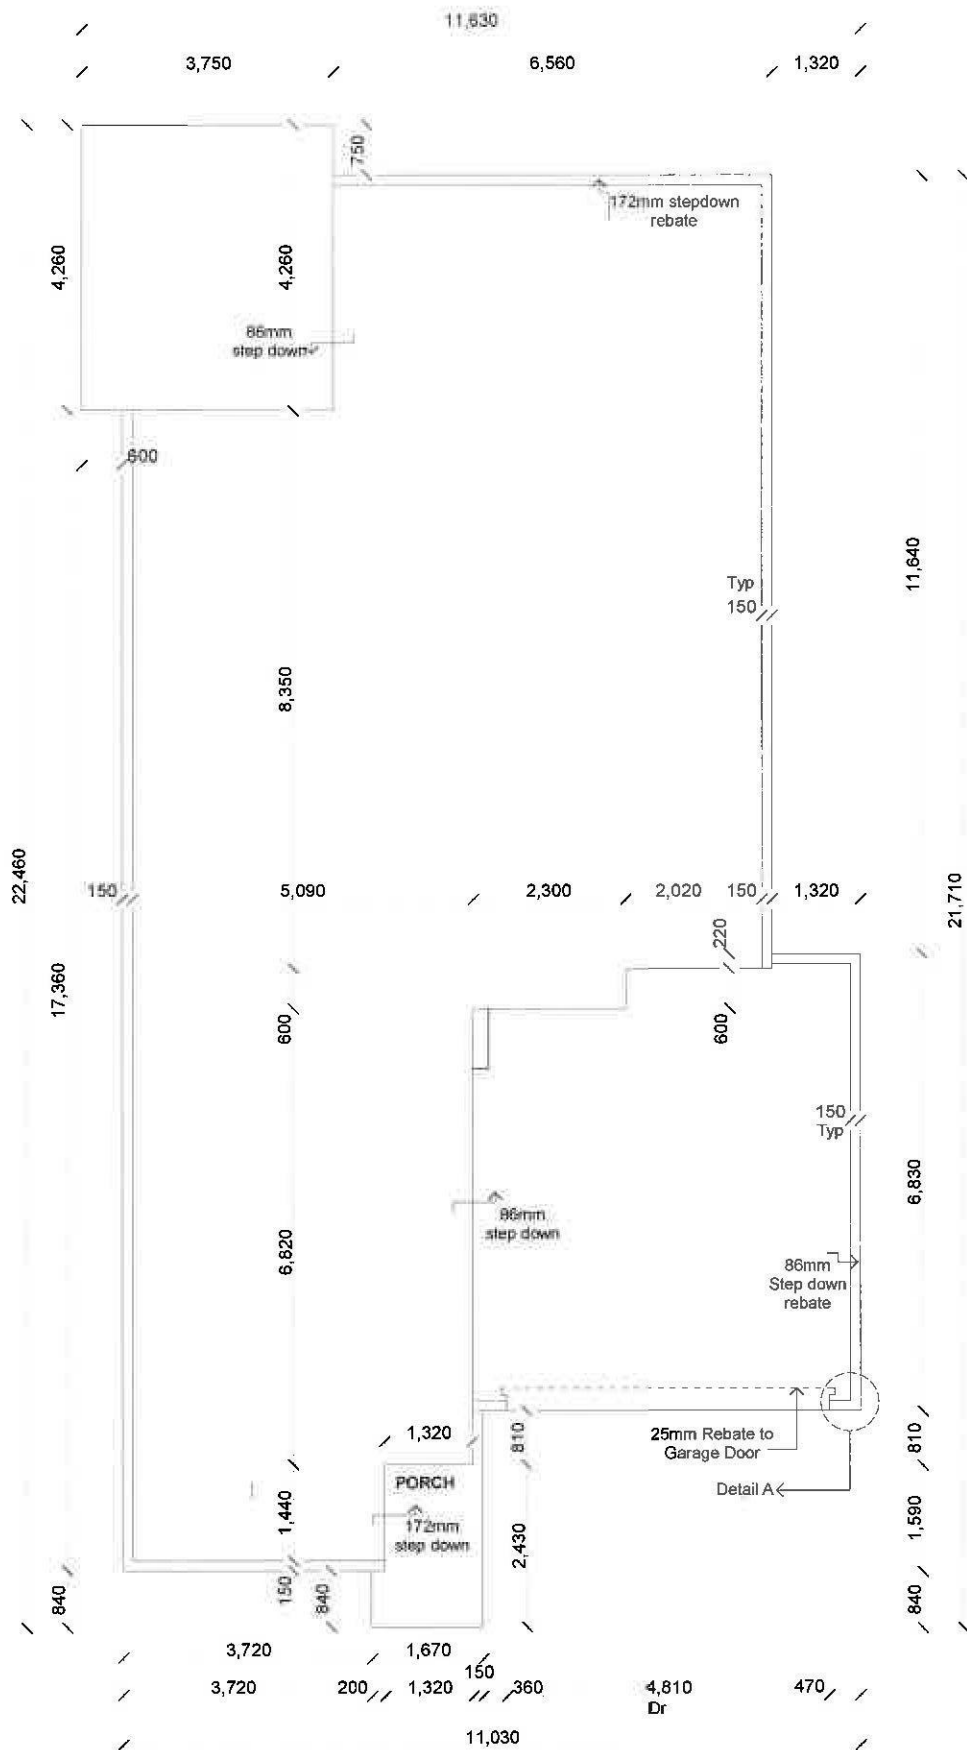 11,630
3,750
6,560
1,320
750
172mm stepdown
rebate
4,260
4,260
86mm
step down
600
11,640
Typ
150
8,350
22,460
150
5,090
2,300
2,020
150
1,320
21,710
220
17,360
600
600
150
Typ
6,830
86mm
step down
6,820
86mm
Step down
rebate
1,320
810
25mm Rebate to
Garage Door
810
PORCH
Detail A
1,440
172mm
step down
2,430
1,590
840
150
840
840
3,720
1,670
150
3,720
200
1,320
360
4,810
Dr
470
11,030